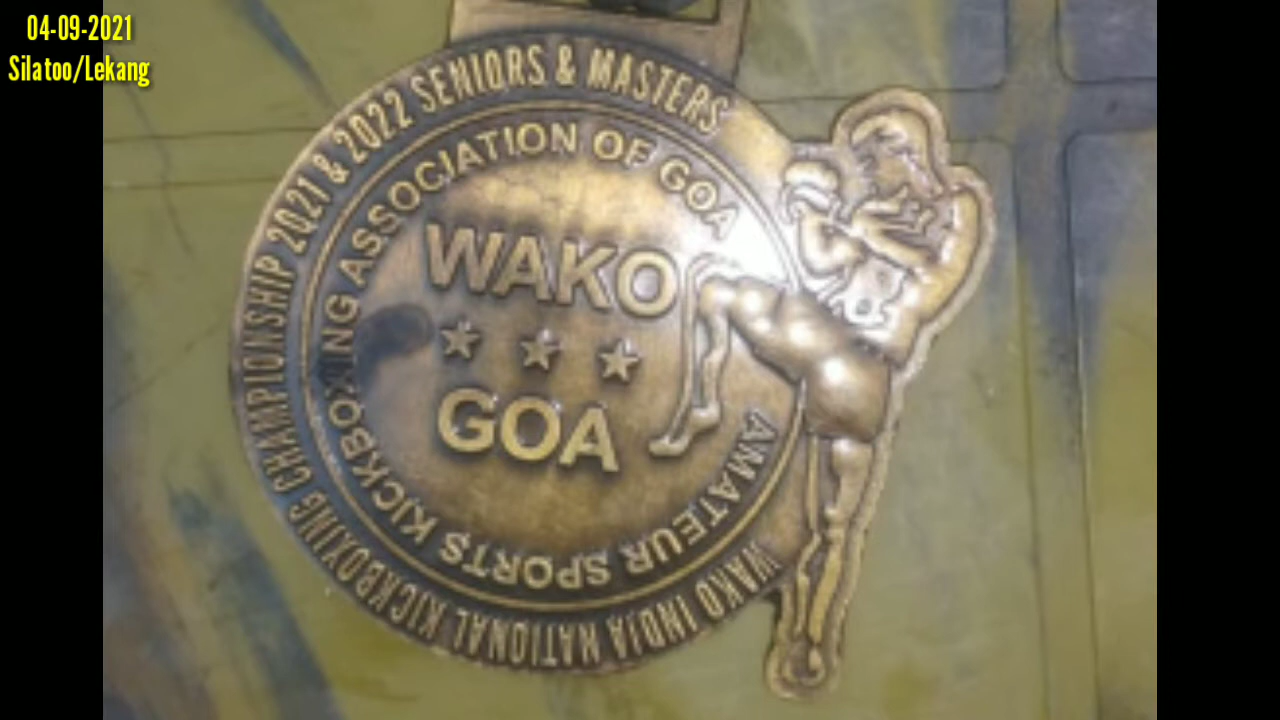 04-09-2021
Silatoo/Lekang
WAKO INDIA NATIONAL KICKBOXING CHAMPIONSHIP 2021 & 2022 SENIORS & MASTERS
AMATEUR SPORTS KICKBOXING ASSOCIATION OF GOA
WAKO
GOA